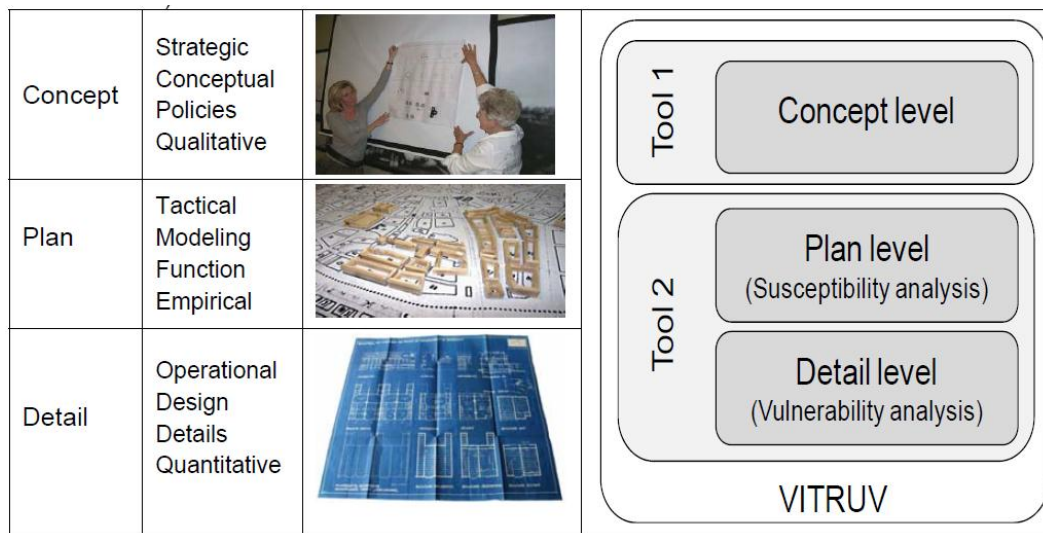 Concept
Strategic
Conceptual
Policies
Qualitative
Plan
Tactical
Modeling
Function
Empirical
Detail
Operational
Design
Details
Quantitative
Tool 1
Concept level
Tool 2
Plan level
(Susceptibility analysis)
Detail level
(Vulnerability analysis)
VITRUV